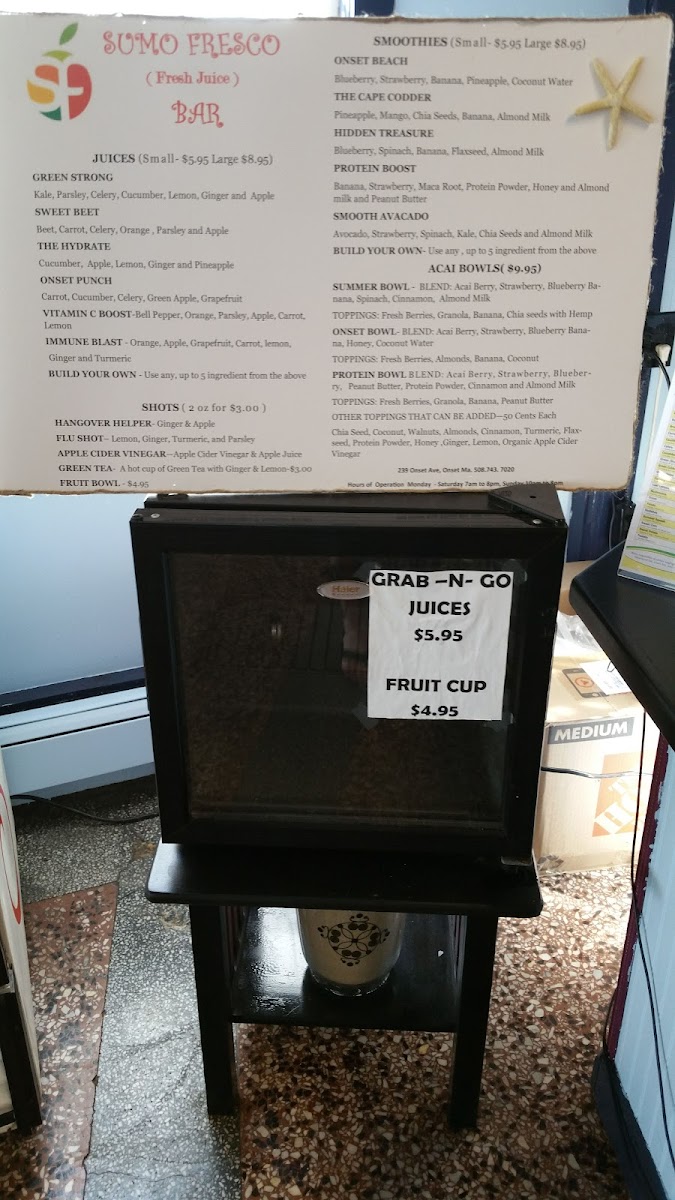 SUMO FRESCO
( Fresh Juice )
BAR
JUICES (Small- $5.95 Large $8.95)
GREEN STRONG
Kale, Parsley, Celery, Cucumber, Lemon, Ginger and Apple
SWEET BEET
Beet, Carrot, Celery, Orange , Parsley and Apple
THE HYDRATE
Cucumber, Apple, Lemon, Ginger and Pineapple
ONSET PUNCH
Carrot, Cucumber, Celery, Green Apple, Grapefruit
VITAMIN C BOOST-Bell Pepper, Orange, Parsley, Apple, Carrot,
Lemon
IMMUNE BLAST - Orange, Apple, Grapefruit, Carrot, lemon,
Ginger and Turmeric
BUILD YOUR OWN - Use any, up to 5 ingredient from the above
SHOTS ( 2 oz for $3.00 )
HANGOVER HELPER- Ginger & Apple
FLU SHOT– Lemon, Ginger, Turmeric, and Parsley
APPLE CIDER VINEGAR—Apple Cider Vinegar & Apple Juice
GREEN TEA- A hot cup of Green Tea with Ginger & Lemon-$3.00
FRUIT BOWL - $4.95
SMOOTHIES (Small- $5.95 Large $8.95)
ONSET BEACH
Blueberry, Strawberry, Banana, Pineapple, Coconut Water
THE CAPE CODDER
Pineapple, Mango, Chia Seeds, Banana, Almond Milk
HIDDEN TREASURE
Blueberry, Spinach, Banana, Flaxseed, Almond Milk
PROTEIN BOOST
Banana, Strawberry, Maca Root, Protein Powder, Honey and Almond
milk and Peanut Butter
SMOOTH AVACADO
Avocado, Strawberry, Spinach, Kale, Chia Seeds and Almond Milk
BUILD YOUR OWN- Use any , up to 5 ingredient from the above
ACAI BOWLS( $9.95)
SUMMER BOWL - BLEND: Acai Berry, Strawberry, Blueberry Ba-
nana, Spinach, Cinnamon, Almond Milk
TOPPINGS: Fresh Berries, Granola, Banana, Chia seeds with Hemp
ONSET BOWL- BLEND: Acai Berry, Strawberry, Blueberry Bana-
na, Honey, Coconut Water
TOPPINGS: Fresh Berries, Almonds, Banana, Coconut
PROTEIN BOWL BLEND: Acai Berry, Strawberry, Blueber-
ry, Peanut Butter, Protein Powder, Cinnamon and Almond Milk
TOPPINGS: Fresh Berries, Granola, Banana, Peanut Butter
OTHER TOPPINGS THAT CAN BE ADDED—50 Cents Each
Chia Seed, Coconut, Walnuts, Almonds, Cinnamon, Turmeric, Flax-
seed, Protein Powder, Honey ,Ginger, Lemon, Organic Apple Cider
Vinegar
239 Onset Ave, Onset Ma. 508.743. 7020
Hours of Operation Monday - Saturday 7am to 8pm, Sunday 10am to 8pm
Haier
GRAB –N- GO
JUICES
$5.95
FRUIT CUP
$4.95
MEDIUM